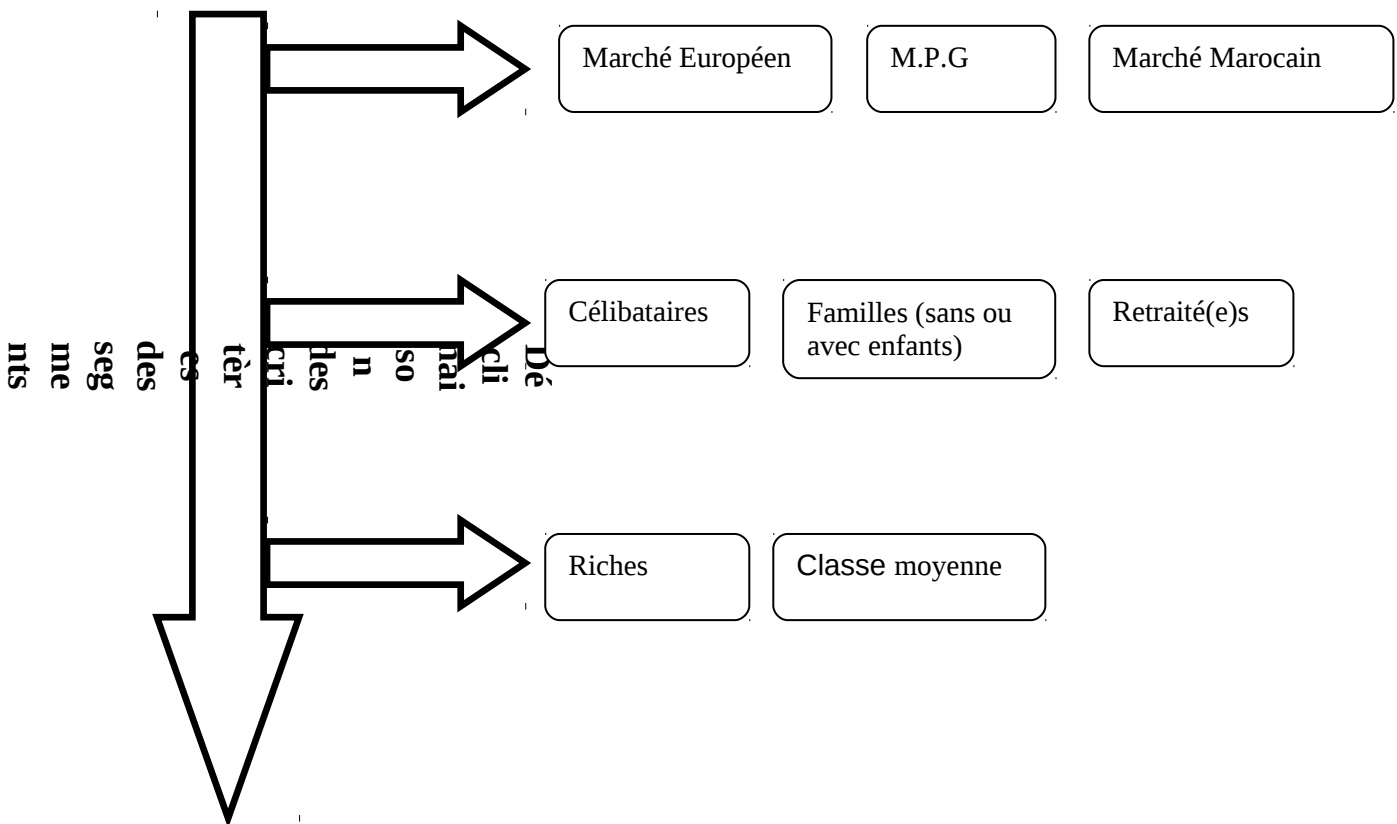 Marché Européen
M.P.G
Marché Marocain
Célibataires
Familles (sans ou
avec enfants)
Retraité(e)s
Riches
Classe moyenne
Dé
cli
nai
so
n
des
cri
tèr
es
des
seg
me
nts